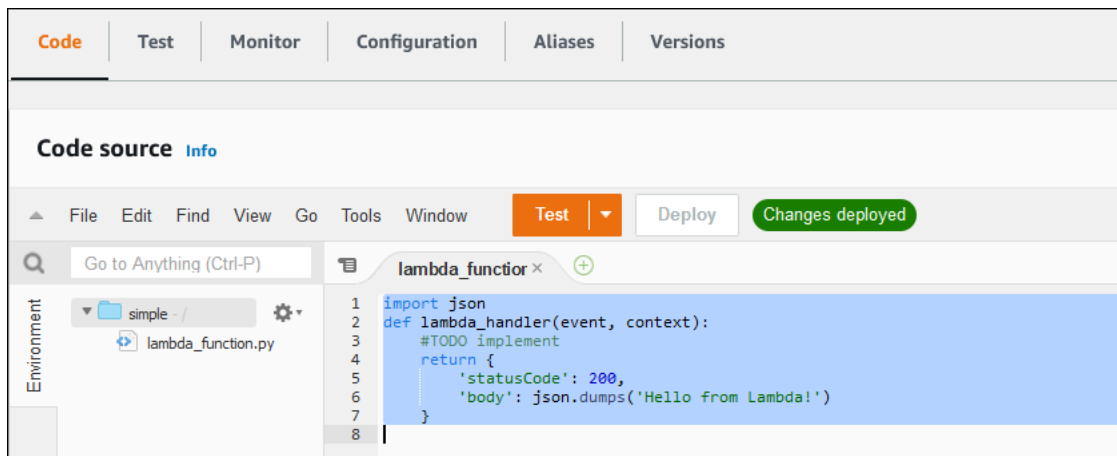 Code Test Monitor Configuration Aliases Versions
Code source Info
File Edit Find View Go Tools Window Test Deploy Changes deployed
Go to Anything (Ctrl-P) lambda_function
Environment
simple - /
lambda_function.py
1 import json
2 def lambda_handler(event, context):
3 #TODO implement
4 return {
5 'statusCode': 200,
6 'body': json.dumps('Hello from Lambda!')
7 }
8